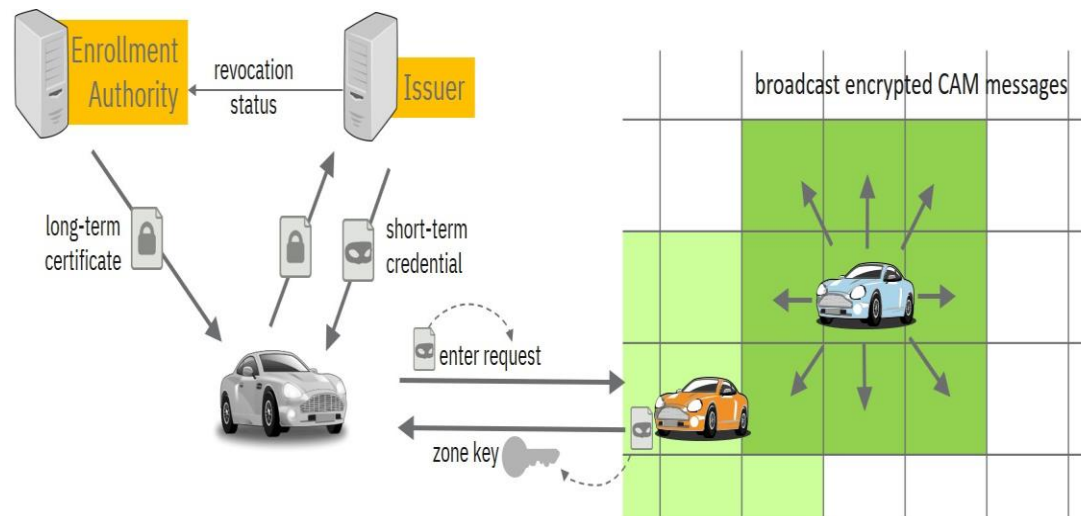 Enrollment
Authority
revocation
status
Issuer
broadcast encrypted CAM messages
long-term
certificate
short-term
credential
enter request
zone key